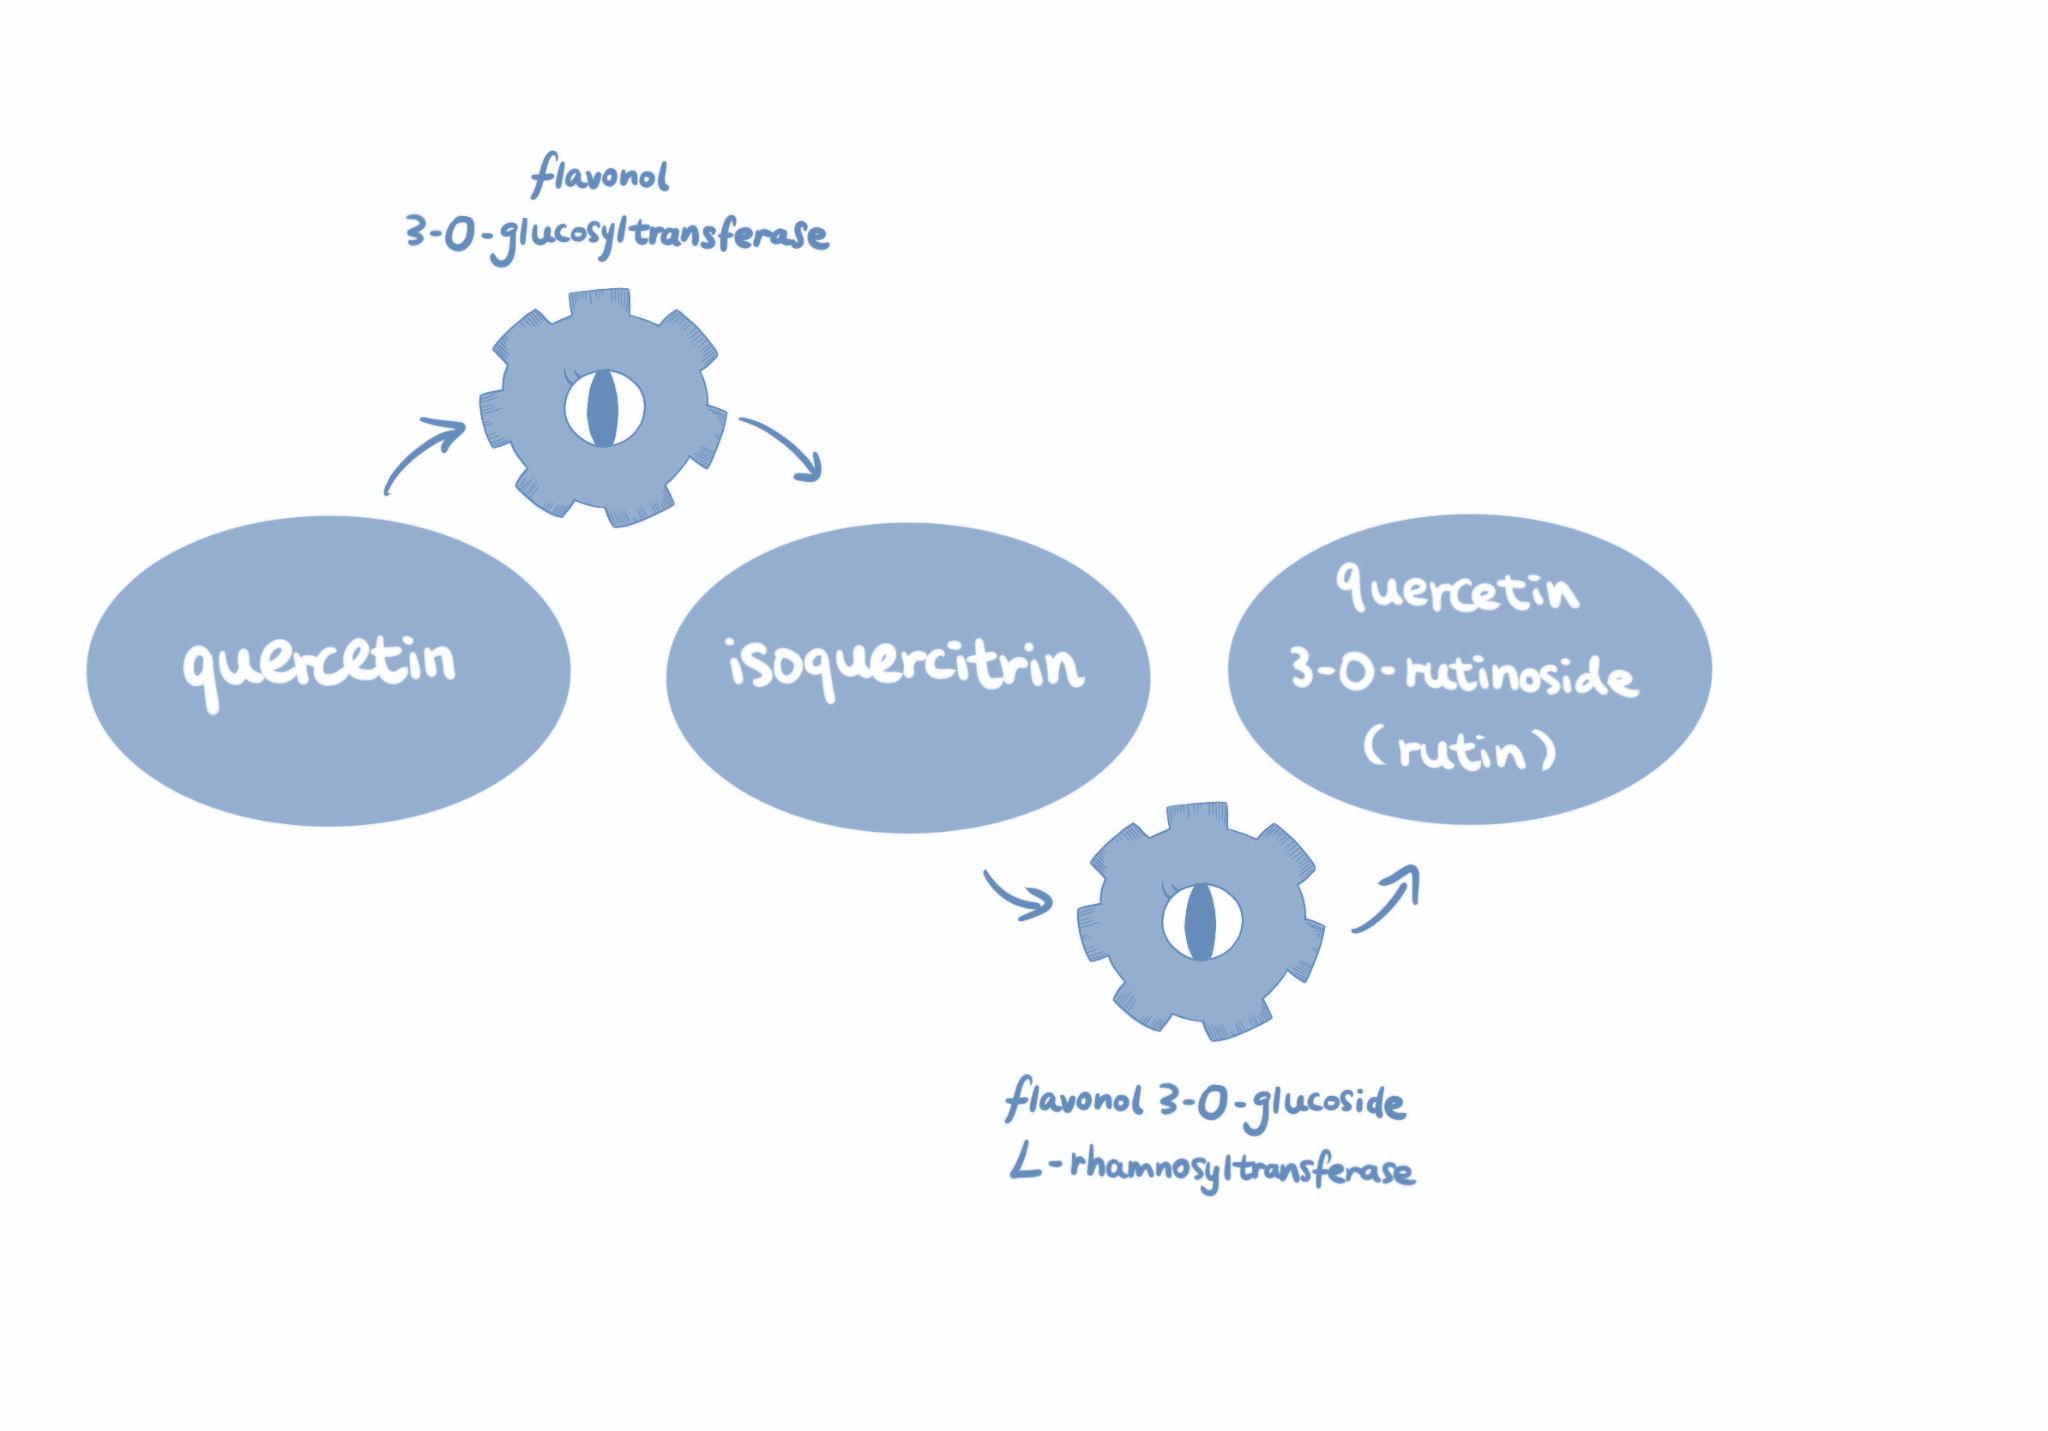 flavonol
3-O-glucosyltransferase
quercetin
isoquercitrin
quercetin
3-O-rutinoside
(rutin)
flavonol 3-O-glucoside
L-rhamnosyltransferase